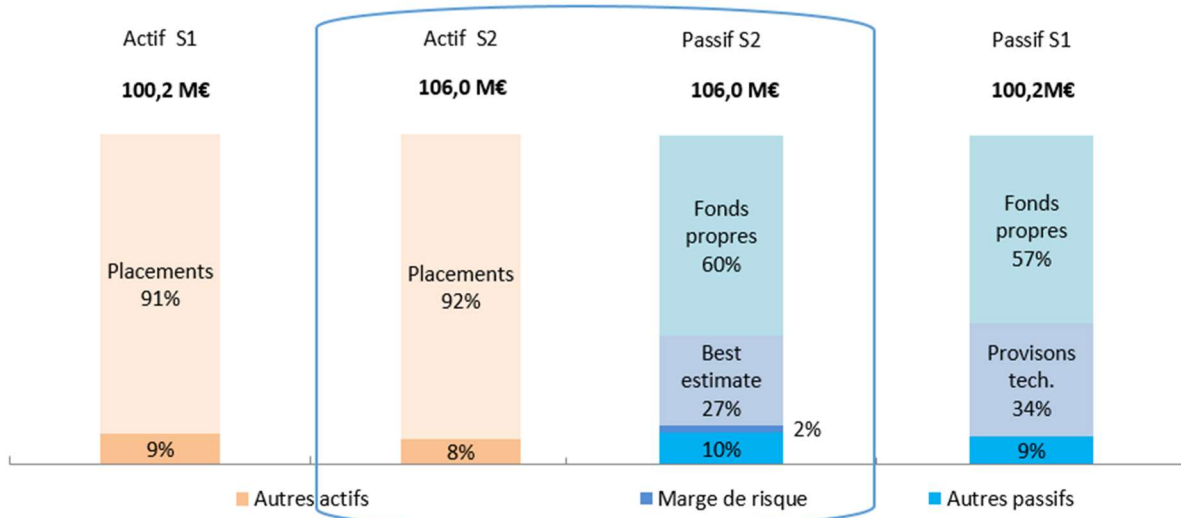 Actif S1
Actif S2
Passif S2
Passif S1
100,2 M€
106,0 M€
106,0 M€
100,2M€
Placements
91%
9%
Placements
92%
8%
Fonds
propres
60%
Best
estimate
27%
2%
10%
Fonds
propres
57%
Provisons
tech.
34%
9%
Autres actifs
Marge de risque
Autres passifs